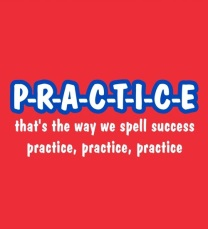 P-R-A-C-T-I-C-E
that's the way we spell success
practice, practice, practice